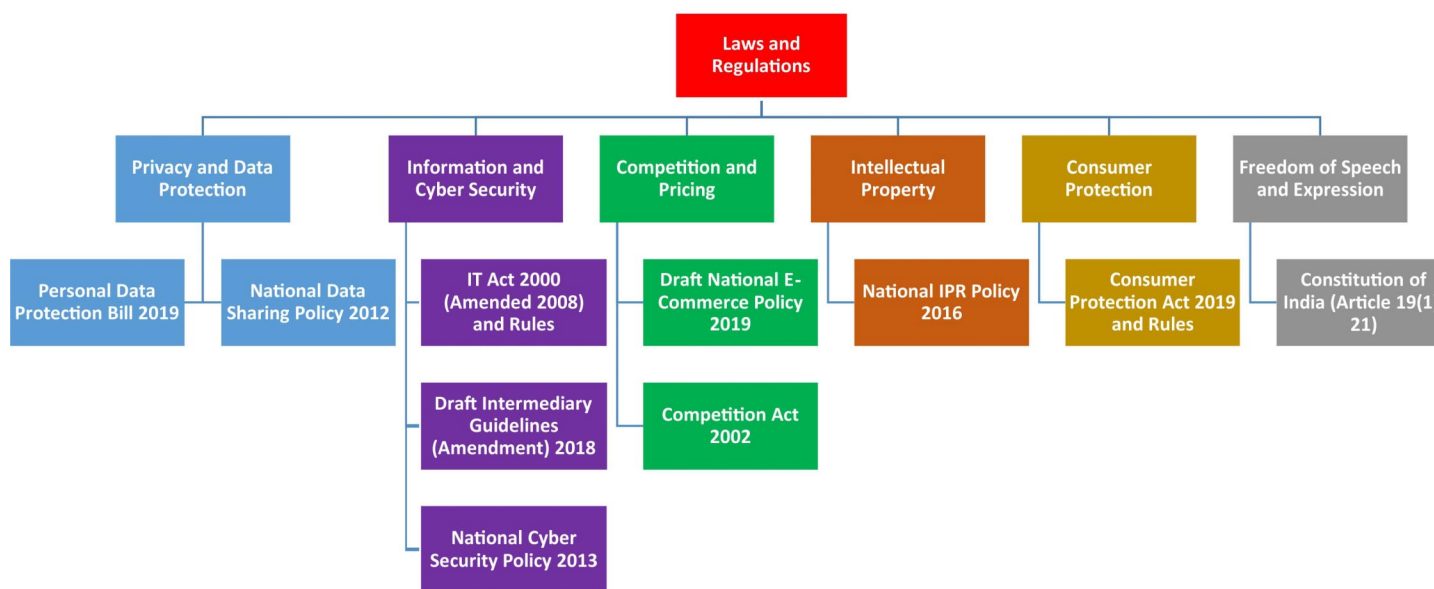 Laws and
Regulations
Privacy and Data
Protection
Information and
Cyber Security
Competition and
Pricing
Intellectual
Property
Consumer
Protection
Freedom of Speech
and Expression
Personal Data
Protection Bill 2019
National Data
Sharing Policy 2012
IT Act 2000
(Amended 2008)
and Rules
Draft National E-
Commerce Policy
2019
National IPR Policy
2016
Consumer
Protection Act 2019
and Rules
Constitution of
India (Article 19(1
21)
Draft Intermediary
Guidelines
(Amendment) 2018
Competition Act
2002
National Cyber
Security Policy 2013